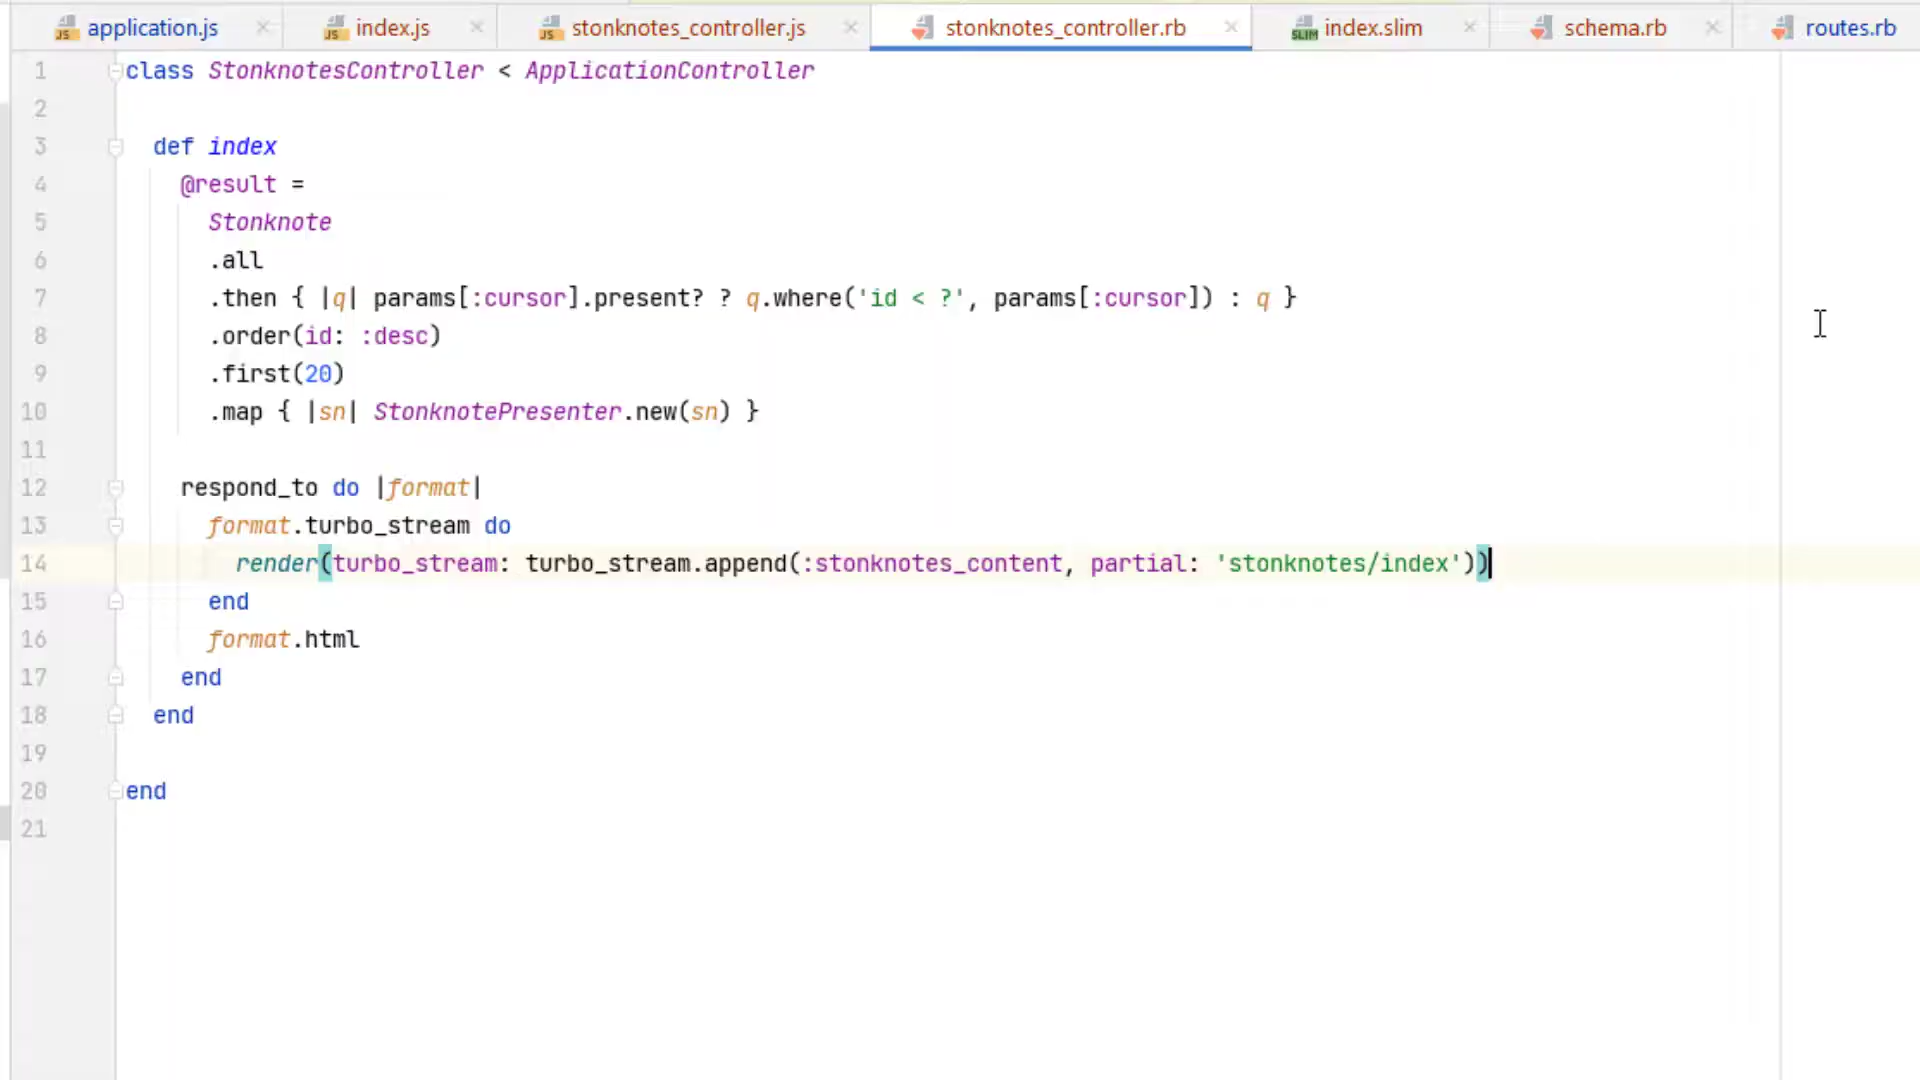 application.js index.js stonknotes_controller.js stonknotes_controller.rb index.slim schema.rb routes.rb
1 class StonknotesController < ApplicationController
2
3 def index
4 @result =
5 Stonknote
6 .all
7 .then { |q| params[:cursor].present? ? q.where('id < ?', params[:cursor]) : q }
8 .order(id: :desc)
9 .first(20)
10 .map { |sn| StonknotePresenter.new(sn) }
11
12 respond_to do |format|
13 format.turbo_stream do
14 render(turbo_stream: turbo_stream.append(:stonknotes_content, partial: 'stonknotes/index'))
15 end
16 format.html
17 end
18 end
19
20 end
21